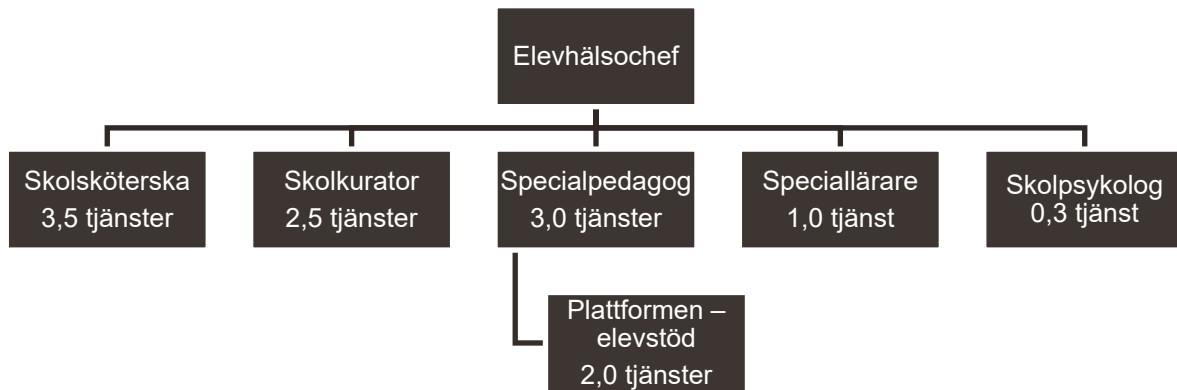 Elevhälsochef
Skolsköterska
3,5 tjänster
Skolkurator
2,5 tjänster
Specialpedagog
3,0 tjänster
Speciallärare
1,0 tjänst
Skolpsykolog
0,3 tjänst
Plattformen –
elevstöd
2,0 tjänster